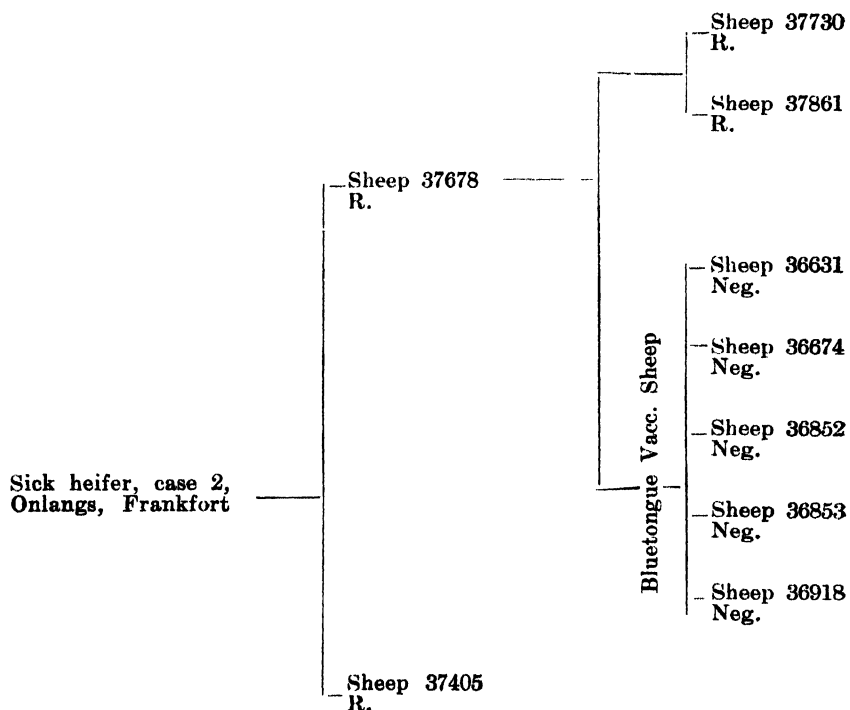 Sheep 37730
R.
Sheep 37861
R.
Sheep 37678
R.
Bluetongue Vacc. Sheep
Sheep 36631
Neg.
Sheep 36674
Neg.
Sheep 36852
Neg.
Sheep 36853
Neg.
Sheep 36918
Neg.
Sick heifer, case 2,
Onlangs, Frankfort
Sheep 37405
R.